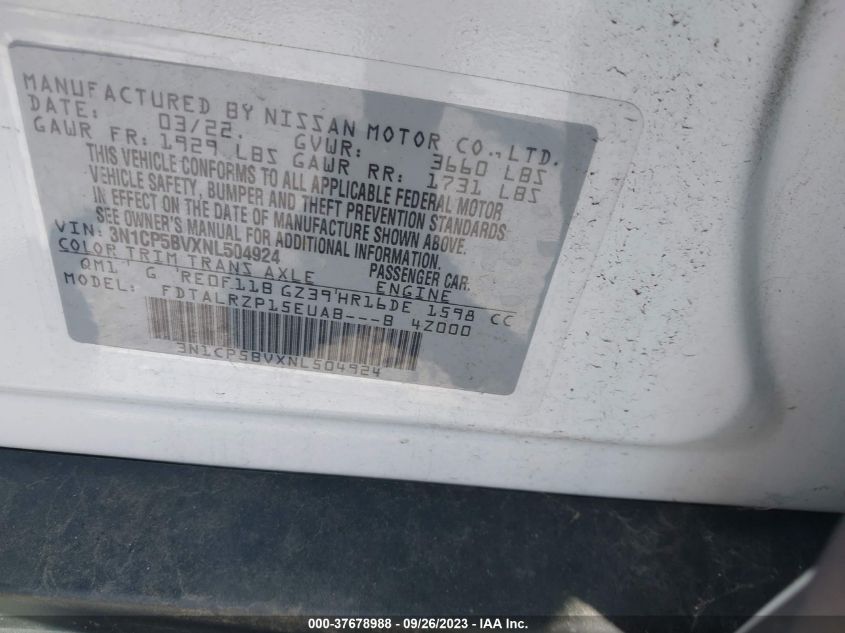 MANUFACTURED BY NISSAN MOTOR CO.,LTD.
DATE: 03/22. GVWR: 3660 LBS
GAWR FR: 1929 LBS GAWR RR: 1731 LBS
THIS VEHICLE CONFORMS TO ALL APPLICABLE FEDERAL MOTOR
VEHICLE SAFETY, BUMPER AND THEFT PREVENTION STANDARDS
IN EFFECT ON THE DATE OF MANUFACTURE SHOWN ABOVE.
SEE OWNER'S MANUAL FOR ADDITIONAL INFORMATION.
VIN: 3N1CP5BVXNL504924 PASSENGER CAR.
COLOR TRIM TRANS AXLE ENGINE
QM1 G 'RE0F11B GZ39'HR16DE 1598 CC
MODEL: FDTALRZP15EUAB---B 4Z000
3N1CP5BVXNL504924
000-37678988 - 09/26/2023 - IAA Inc.